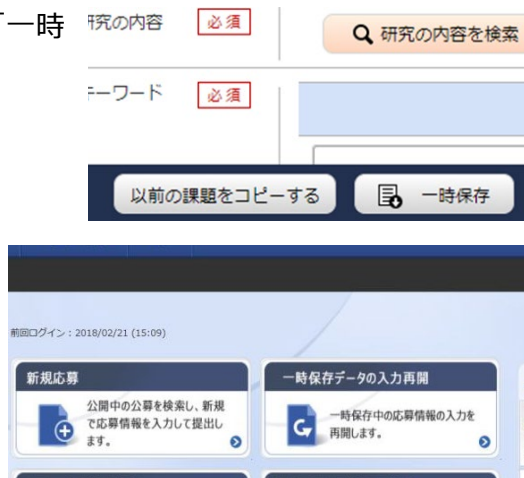 「一時
研究の内容 必須 研究の内容を検索
キーワード 必須
以前の課題をコピーする 一時保存
前回ログイン：2018/02/21 (15:09)
新規応募
公開中の公募を検索し、新規
で応募情報を入力して提出し
ます。
一時保存データの入力再開
一時保存中の応募情報の入力を
再開します。